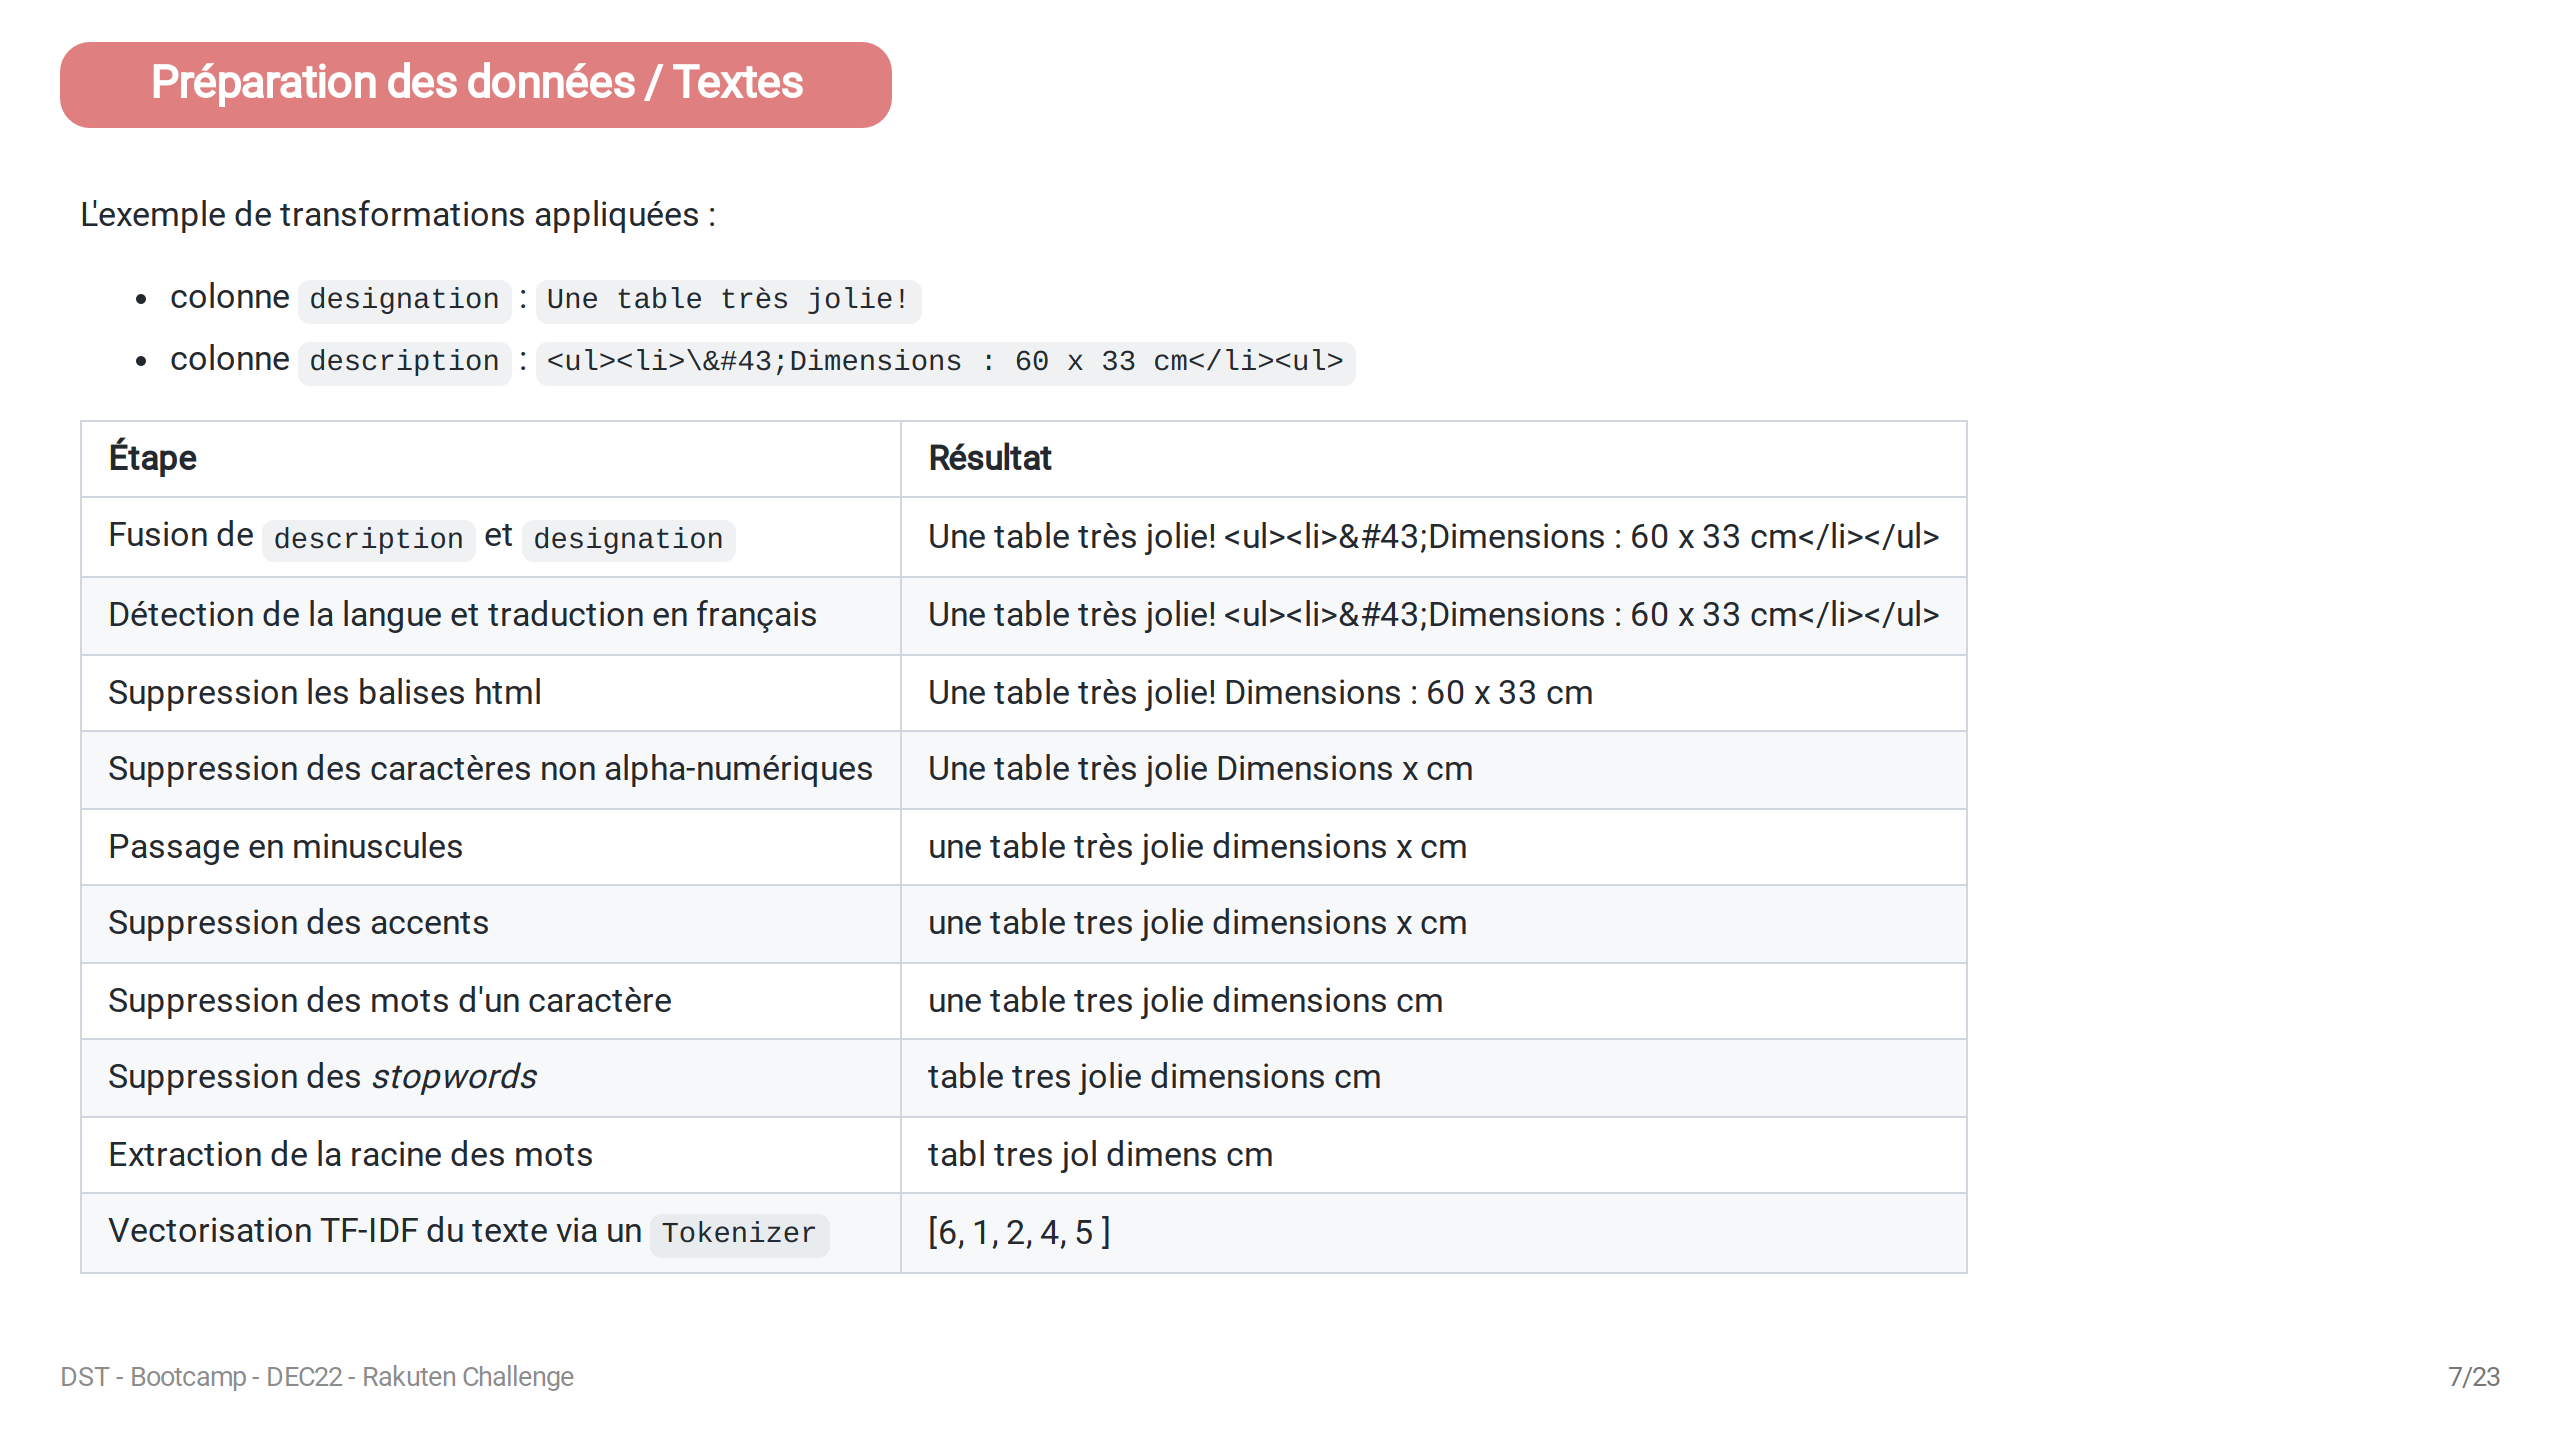 Préparation des données / Textes
L'exemple de transformations appliquées :
• colonne designation : Une table très jolie!
• colonne description : <ul><li>\&#43;Dimensions : 60 x 33 cm</li><ul>
Étape Résultat
Fusion de description et designation Une table très jolie! <ul><li>&#43;Dimensions : 60 x 33 cm</li></ul>
Détection de la langue et traduction en français Une table très jolie! <ul><li>&#43;Dimensions : 60 x 33 cm</li></ul>
Suppression les balises html Une table très jolie! Dimensions : 60 x 33 cm
Suppression des caractères non alpha-numériques Une table très jolie Dimensions x cm
Passage en minuscules une table très jolie dimensions x cm
Suppression des accents une table tres jolie dimensions x cm
Suppression des mots d'un caractère une table tres jolie dimensions cm
Suppression des stopwords table tres jolie dimensions cm
Extraction de la racine des mots tabl tres jol dimens cm
Vectorisation TF-IDF du texte via un Tokenizer [6, 1, 2, 4, 5 ]
DST - Bootcamp - DEC22 - Rakuten Challenge 7/23